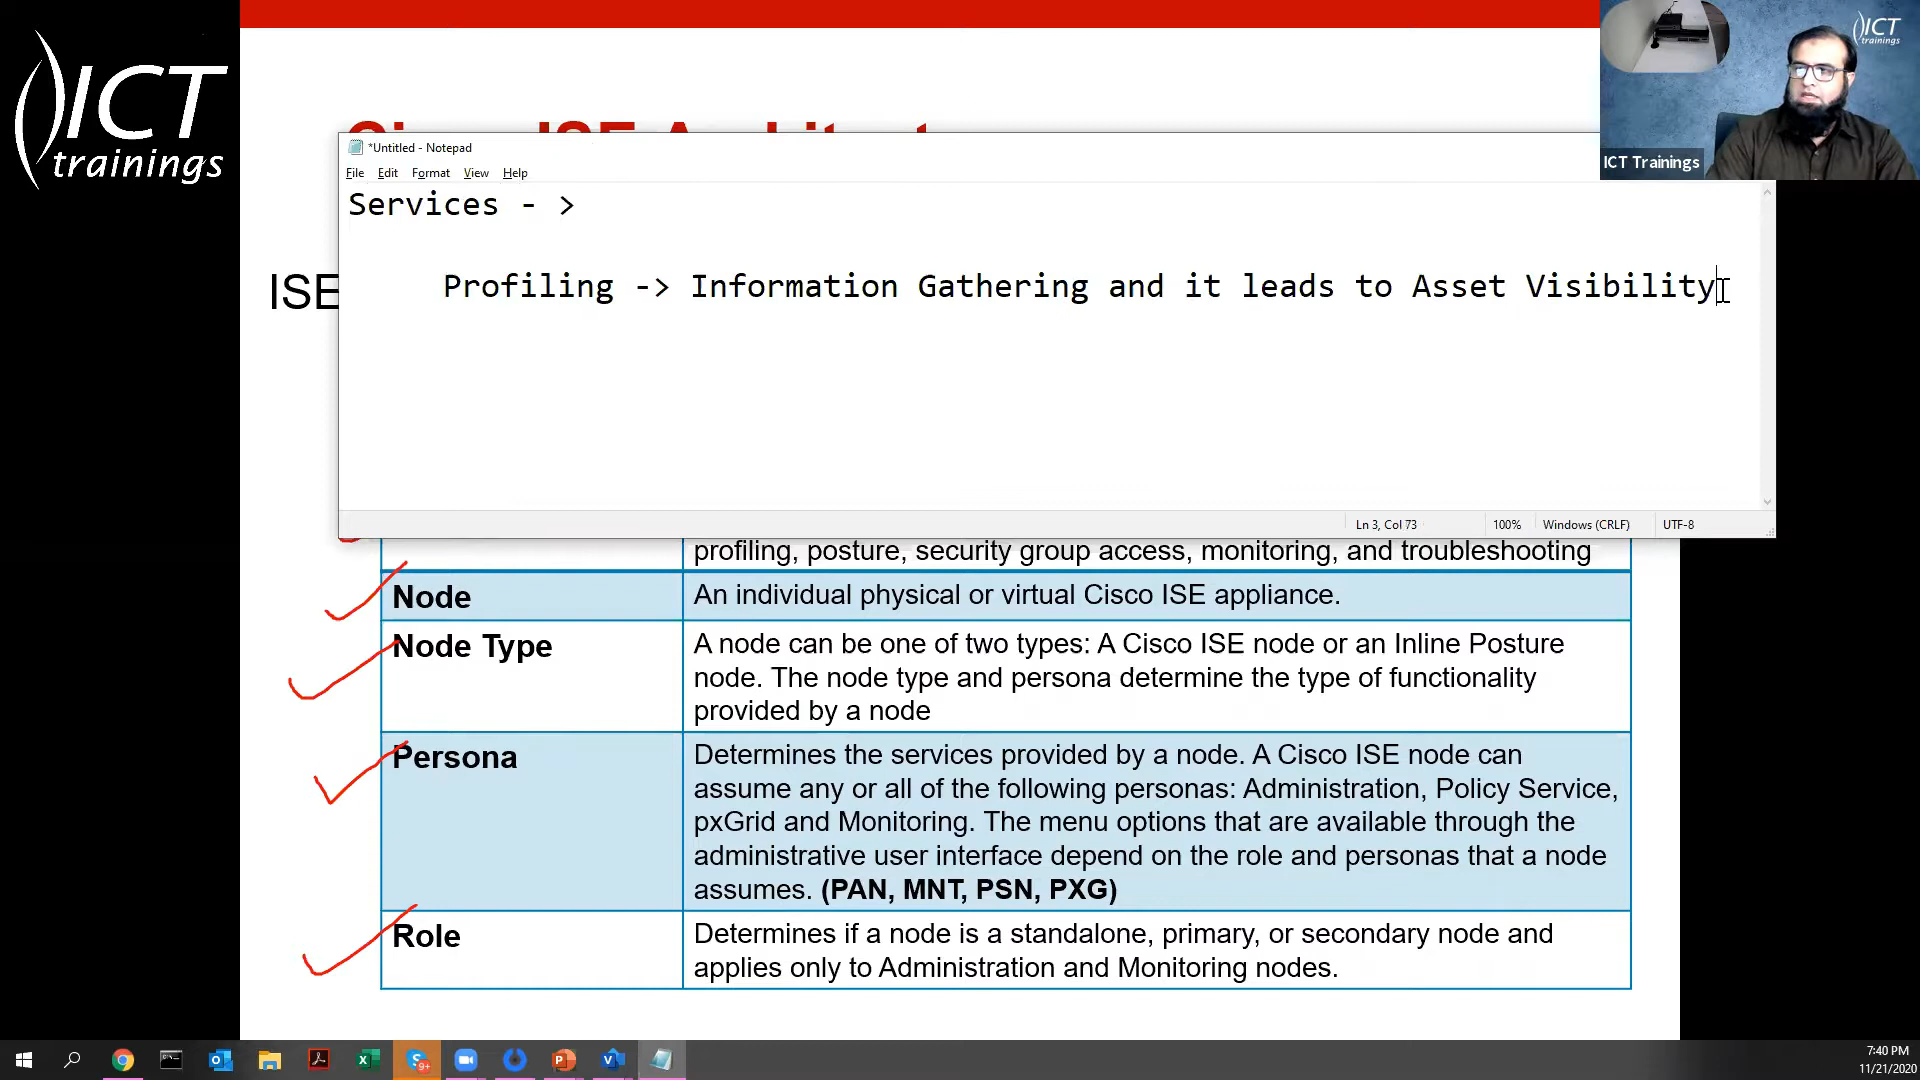 ICT
trainings
ICT
trainings
ICT Trainings
*Untitled - Notepad
File Edit Format View Help
Services - >
Profiling -> Information Gathering and it leads to Asset Visibility
ISE
Ln 3, Col 73
100%
Windows (CRLF)
UTF-8
profiling, posture, security group access, monitoring, and troubleshooting
Node
An individual physical or virtual Cisco ISE appliance.
Node Type
A node can be one of two types: A Cisco ISE node or an Inline Posture
node. The node type and persona determine the type of functionality
provided by a node
Persona
Determines the services provided by a node. A Cisco ISE node can
assume any or all of the following personas: Administration, Policy Service,
pxGrid and Monitoring. The menu options that are available through the
administrative user interface depend on the role and personas that a node
assumes. (PAN, MNT, PSN, PXG)
Role
Determines if a node is a standalone, primary, or secondary node and
applies only to Administration and Monitoring nodes.
9+
7:40 PM
11/21/2020